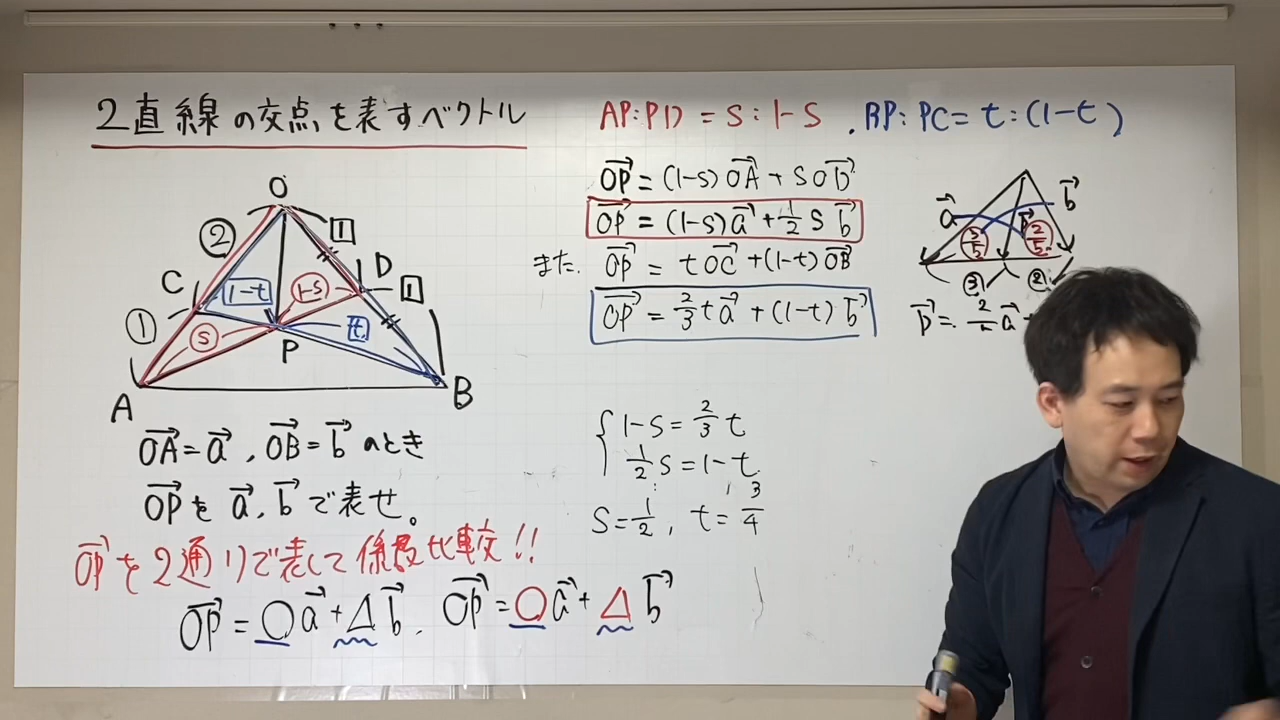 2直線の交点を表すベクトル
AP:PD = s:1-s , BP:PC = t:(1-t)
O
② 1
C D
1-t 1-s 1
① s t
P
A B
OA→=a→, OB→=b→のとき
OP→を a→, b→で表せ。
OP→を2通りで表して係数比較!!
OP→=○a→+△b→, OP→=○a→+△b→
OP→=(1-s)OA→+sOD→
OP→=(1-s)a→+1/2 s b→
また. OP→=tOC→+(1-t)OB→
OP→=2/3 t a→+(1-t)b→
{1-s=2/3 t
1/2 s=1-t
s=1/2, t=3/4
a→ b→
p→
3/5 2/5
③ ②
p→= a→+